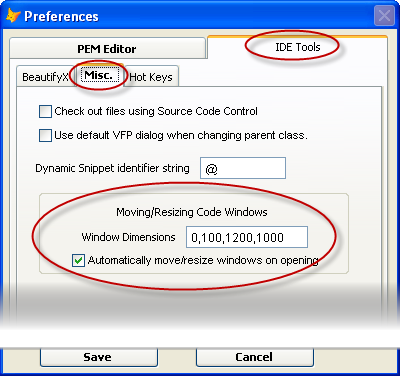 Preferences
PEM Editor IDE Tools
BeautifyX Misc. Hot Keys
Check out files using Source Code Control
Use default VFP dialog when changing parent class.
Dynamic Snippet identifier string @
Moving/Resizing Code Windows
Window Dimensions 0,100,1200,1000
Automatically move/resize windows on opening
Save Cancel